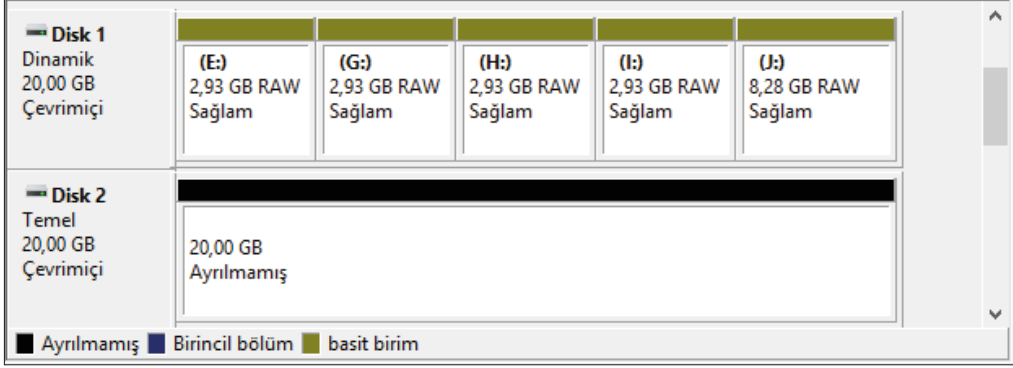 Disk 1
Dinamik
20,00 GB
Çevrimiçi
(E:)
2,93 GB RAW
Sağlam
(G:)
2,93 GB RAW
Sağlam
(H:)
2,93 GB RAW
Sağlam
(I:)
2,93 GB RAW
Sağlam
(J:)
8,28 GB RAW
Sağlam
Disk 2
Temel
20,00 GB
Çevrimiçi
20,00 GB
Ayrılmamış
Ayrılmamış Birincil bölüm basit birim